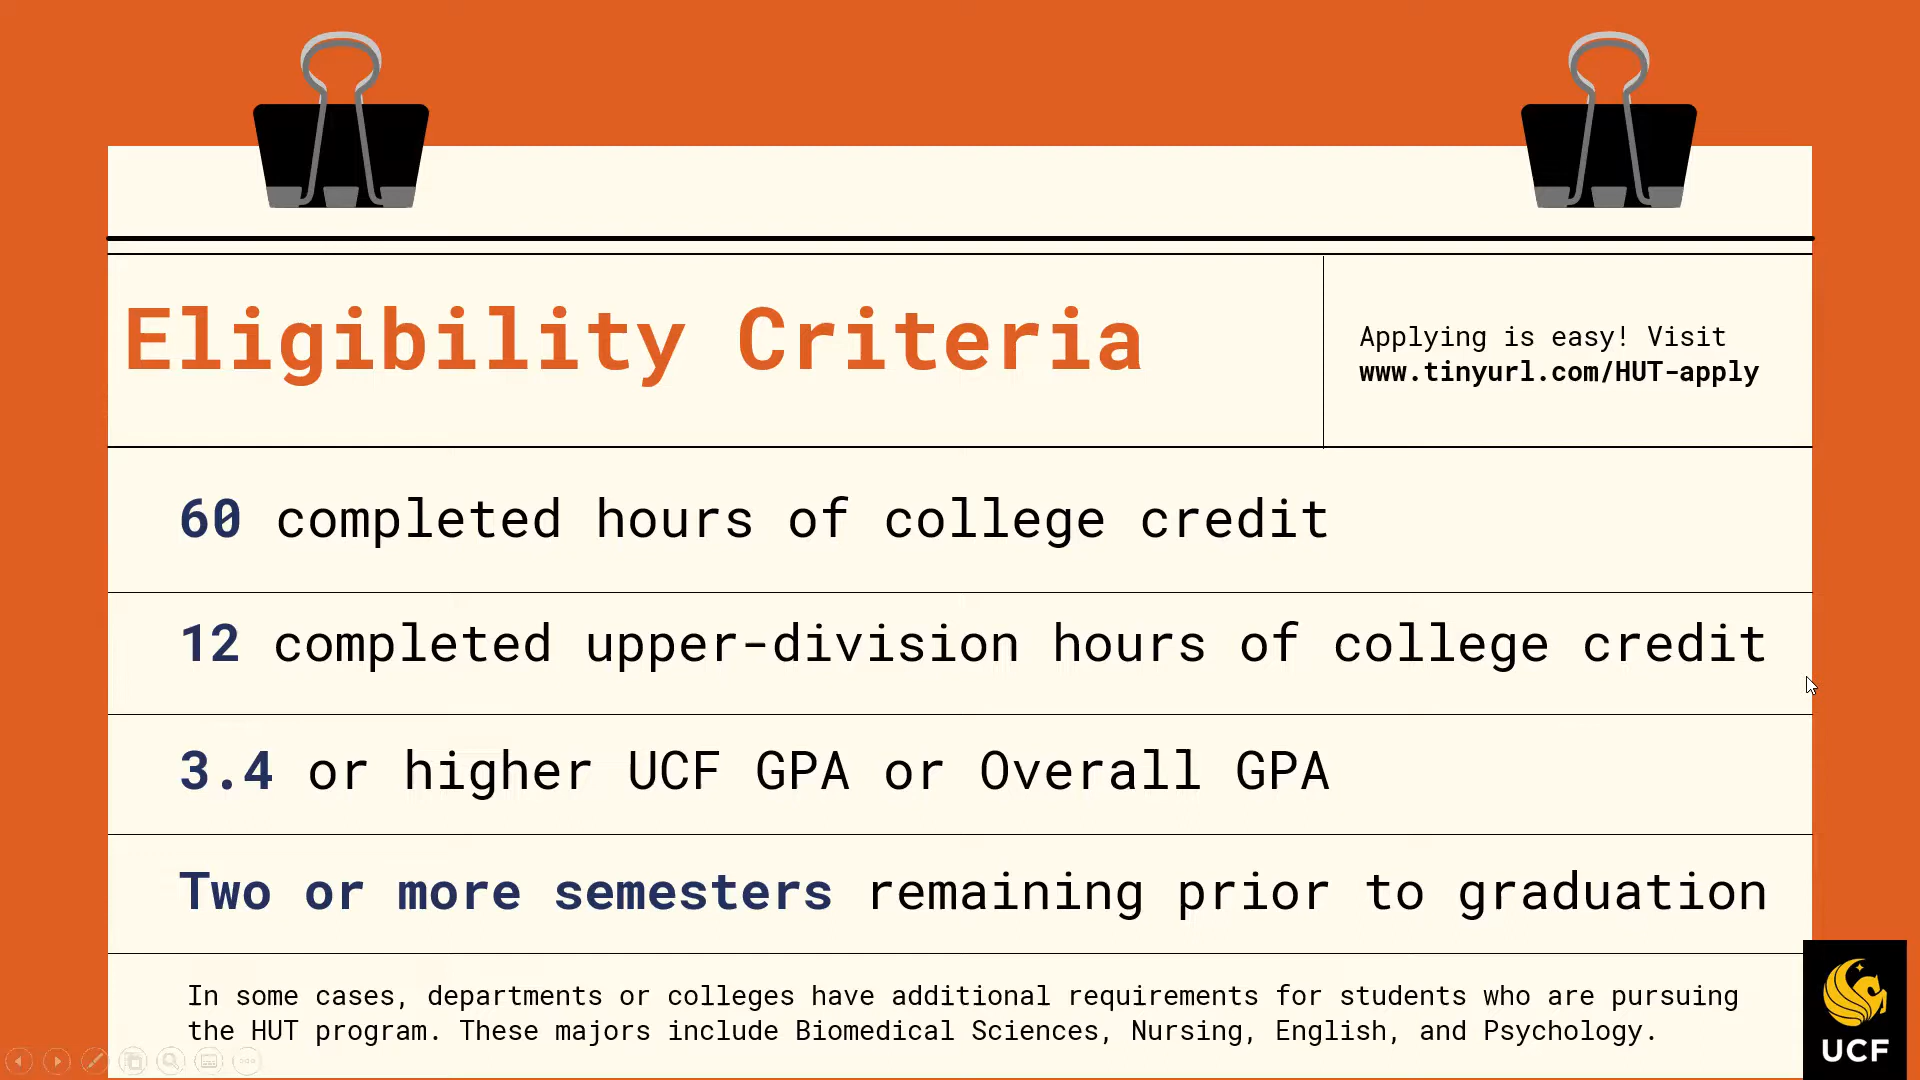 Eligibility Criteria
Applying is easy! Visit
www.tinyurl.com/HUT-apply
60 completed hours of college credit
12 completed upper-division hours of college credit
3.4 or higher UCF GPA or Overall GPA
Two or more semesters remaining prior to graduation
In some cases, departments or colleges have additional requirements for students who are pursuing
the HUT program. These majors include Biomedical Sciences, Nursing, English, and Psychology.
UCF